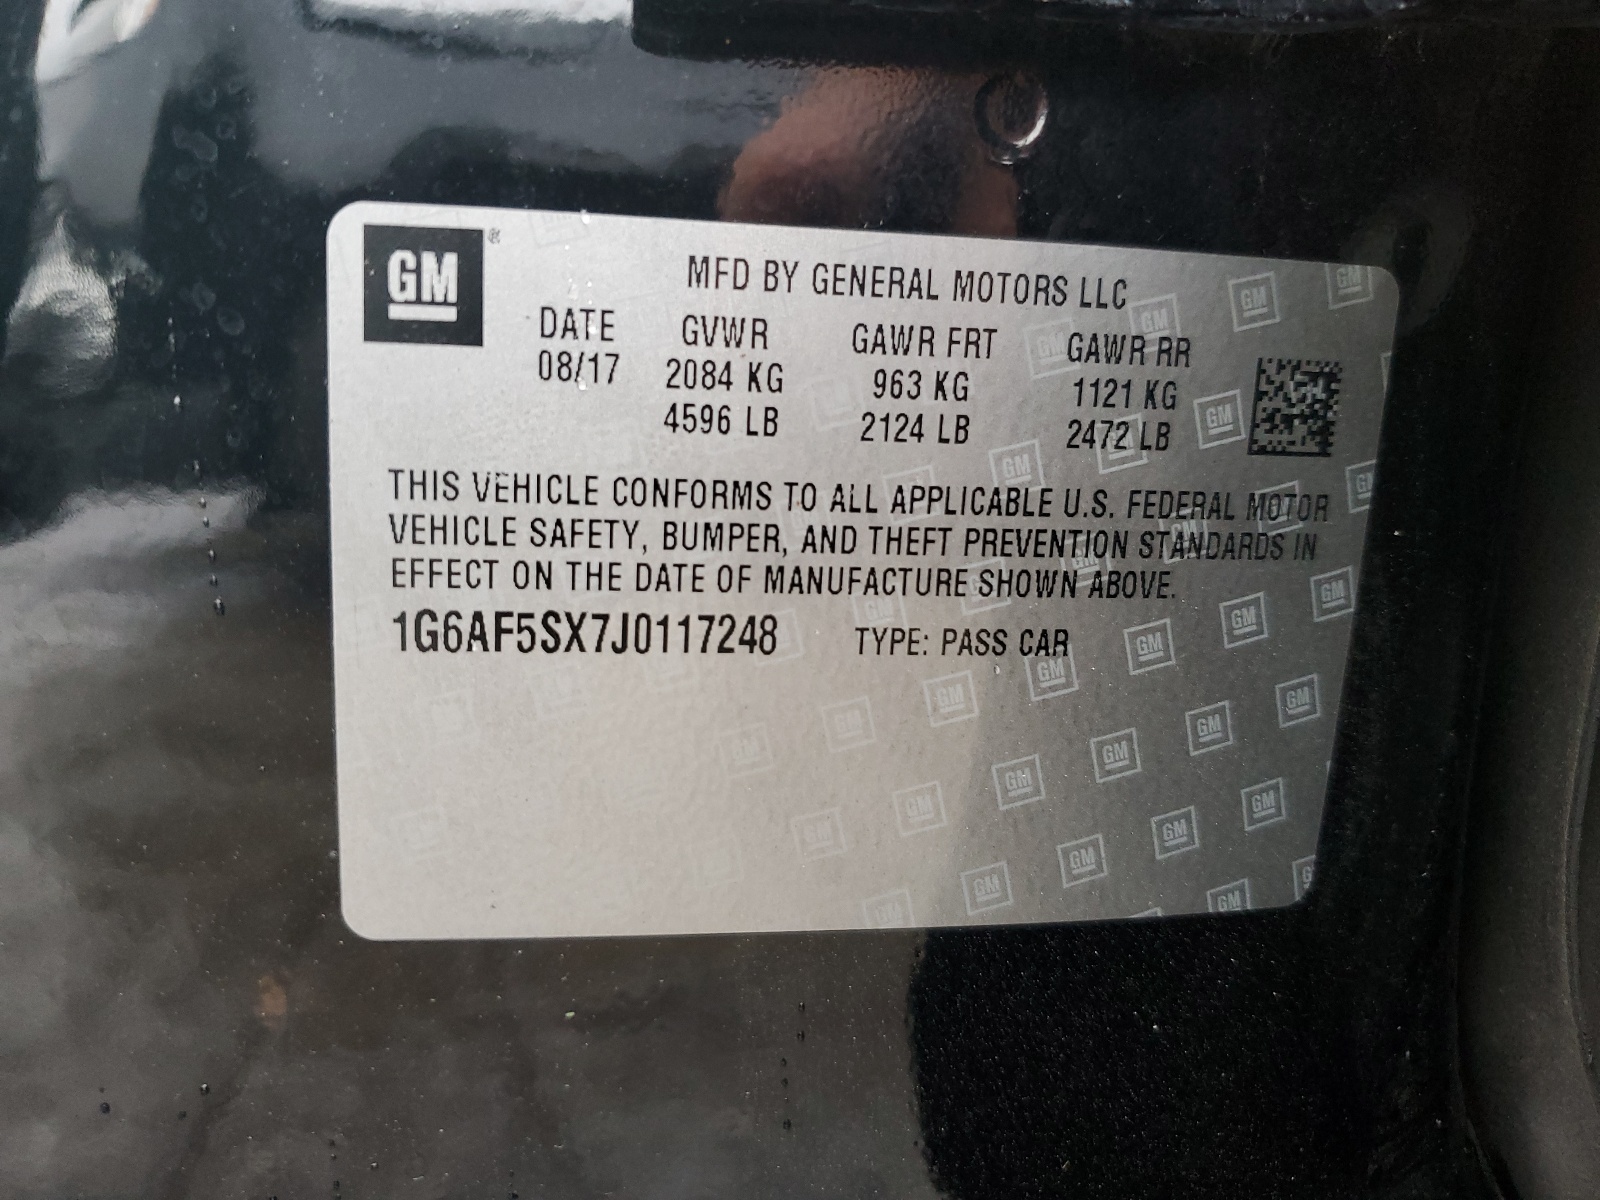 GM®
MFD BY GENERAL MOTORS LLC
DATE GVWR GAWR FRT GAWR RR
08/17 2084 KG 963 KG 1121 KG
4596 LB 2124 LB 2472 LB
THIS VEHICLE CONFORMS TO ALL APPLICABLE U.S. FEDERAL MOTOR
VEHICLE SAFETY, BUMPER, AND THEFT PREVENTION STANDARDS IN
EFFECT ON THE DATE OF MANUFACTURE SHOWN ABOVE.
1G6AF5SX7J0117248 TYPE: PASS CAR